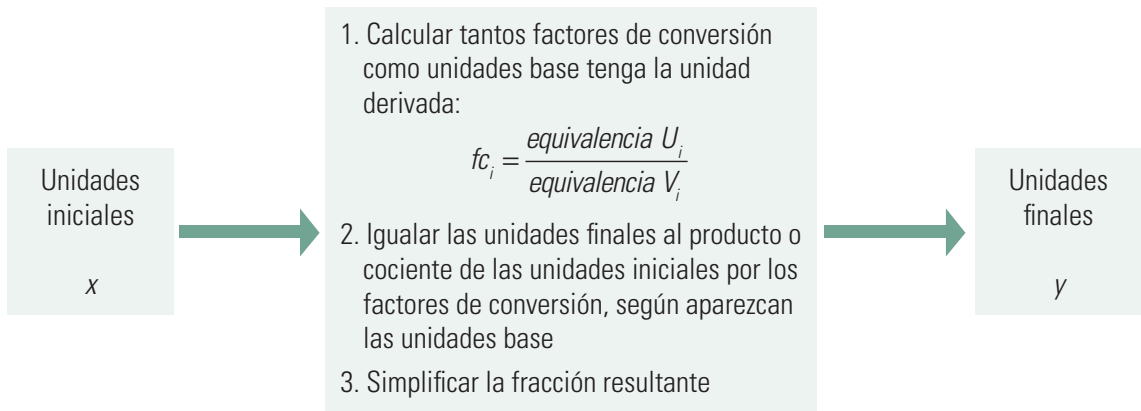 Unidades
iniciales
x
1. Calcular tantos factores de conversión
como unidades base tenga la unidad
derivada:
fc_i = equivalencia U_i / equivalencia V_i
2. Igualar las unidades finales al producto o
cociente de las unidades iniciales por los
factores de conversión, según aparezcan
las unidades base
3. Simplificar la fracción resultante
Unidades
finales
y